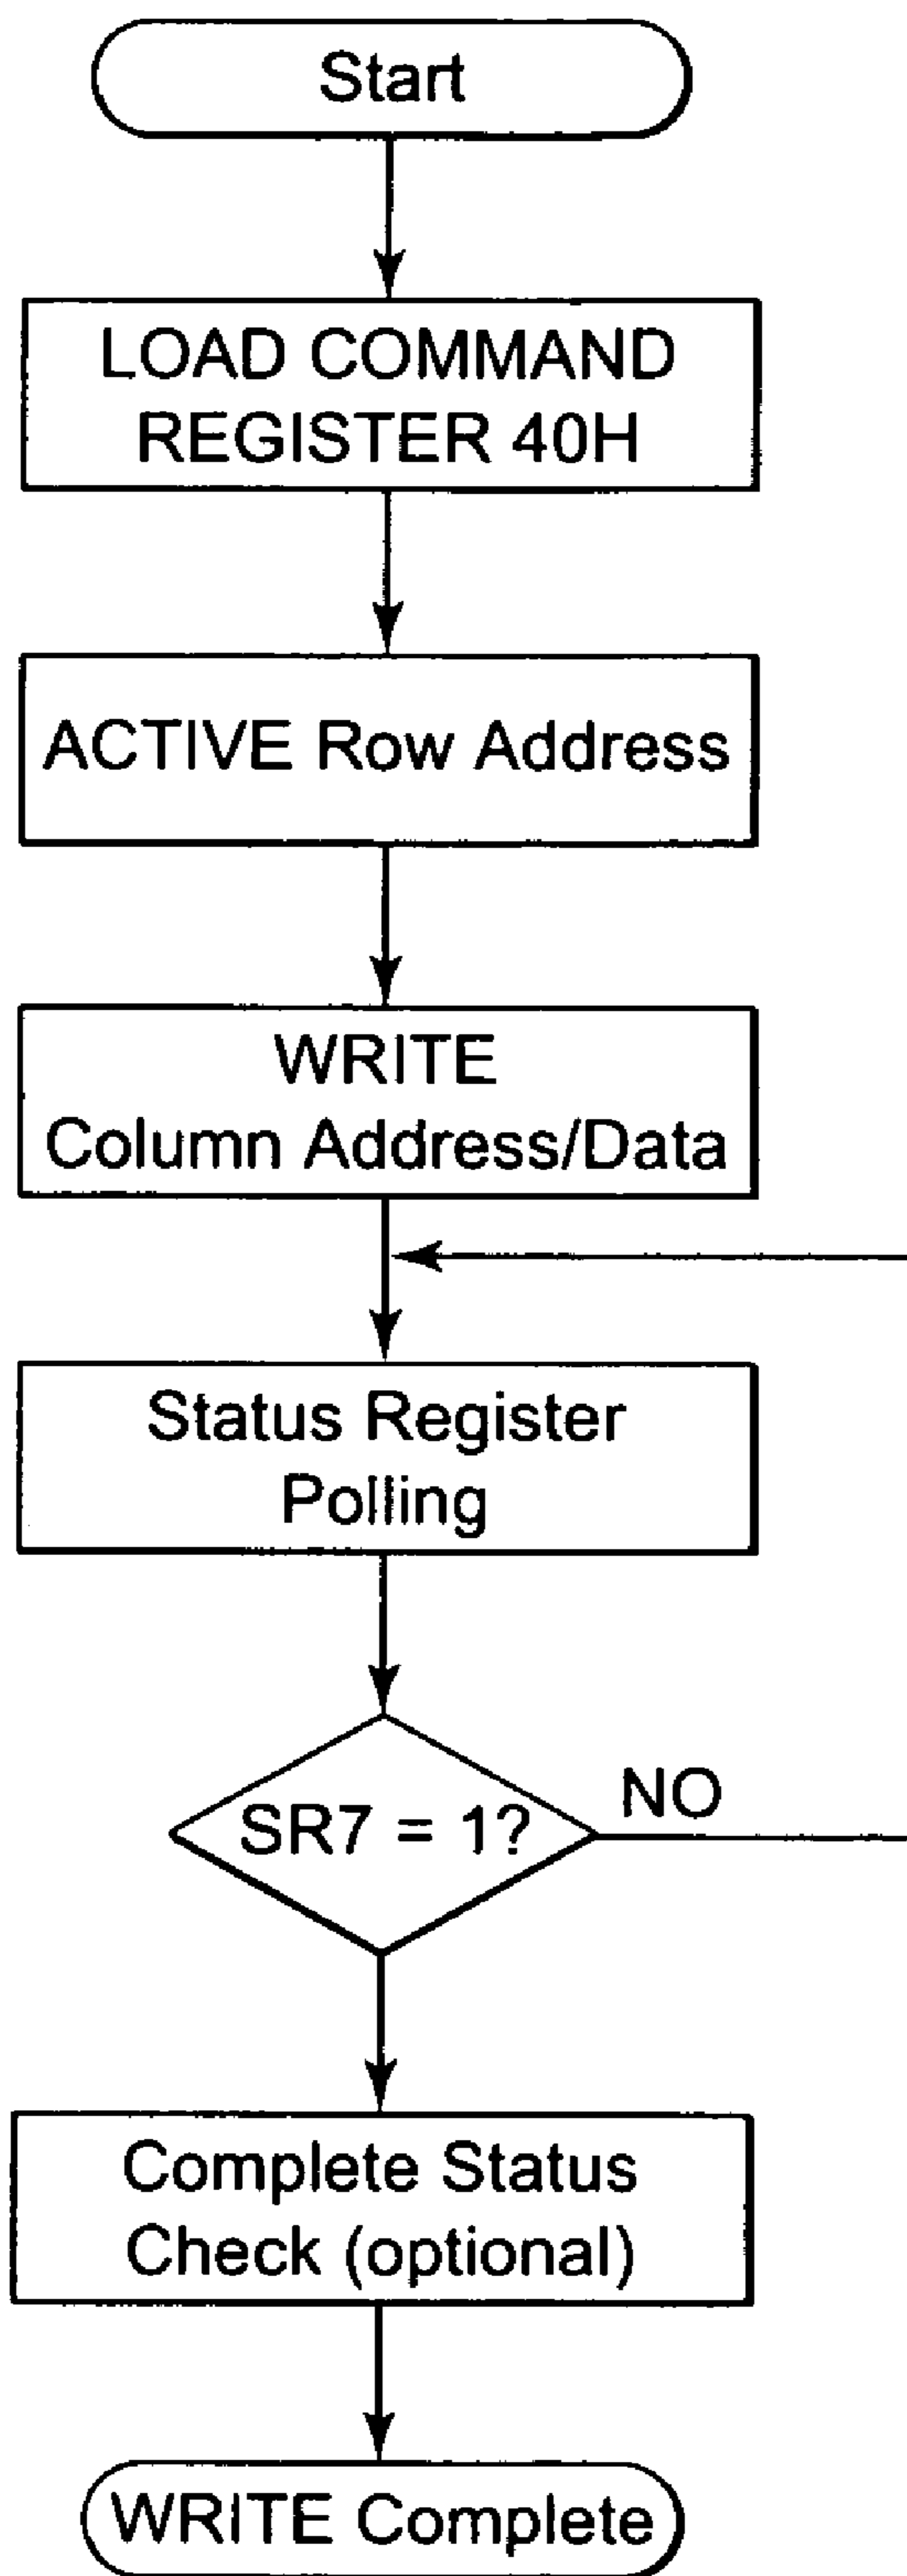 Start
LOAD COMMAND
REGISTER 40H
ACTIVE Row Address
WRITE
Column Address/Data
Status Register
Polling
SR7 = 1?
NO
Complete Status
Check (optional)
WRITE Complete